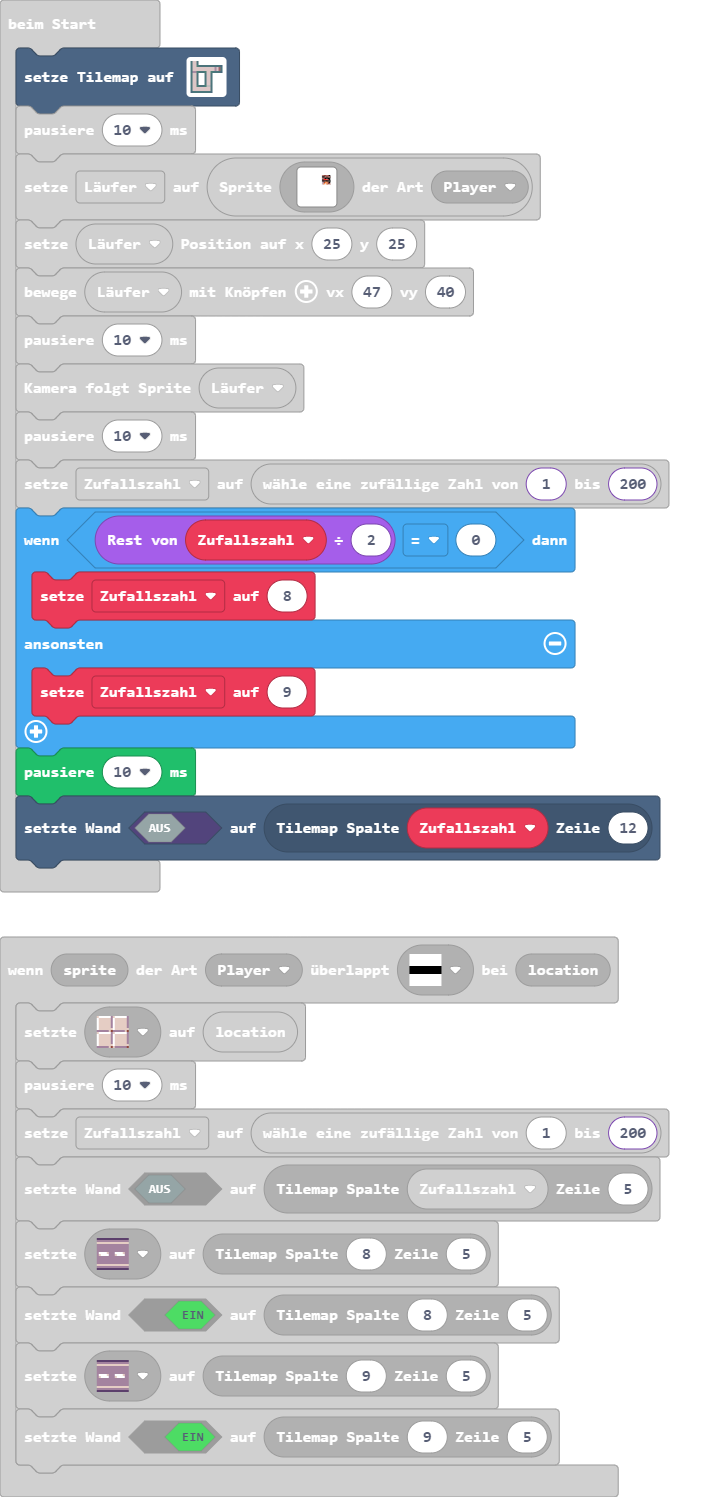 beim Start
setze Tilemap auf
pausiere 10 ms
setze Läufer auf Sprite der Art Player
setze Läufer Position auf x 25 y 25
bewege Läufer mit Knöpfen vx 47 vy 40
pausiere 10 ms
Kamera folgt Sprite Läufer
pausiere 10 ms
setze Zufallszahl auf wähle eine zufällige Zahl von 1 bis 200
wenn Rest von Zufallszahl ÷ 2 = 0 dann
setze Zufallszahl auf 8
ansonsten
setze Zufallszahl auf 9
pausiere 10 ms
setzte Wand AUS auf Tilemap Spalte Zufallszahl Zeile 12
wenn sprite der Art Player überlappt bei location
setzte auf location
pausiere 10 ms
setze Zufallszahl auf wähle eine zufällige Zahl von 1 bis 200
setzte Wand AUS auf Tilemap Spalte Zufallszahl Zeile 5
setzte auf Tilemap Spalte 8 Zeile 5
setzte Wand EIN auf Tilemap Spalte 8 Zeile 5
setzte auf Tilemap Spalte 9 Zeile 5
setzte Wand EIN auf Tilemap Spalte 9 Zeile 5